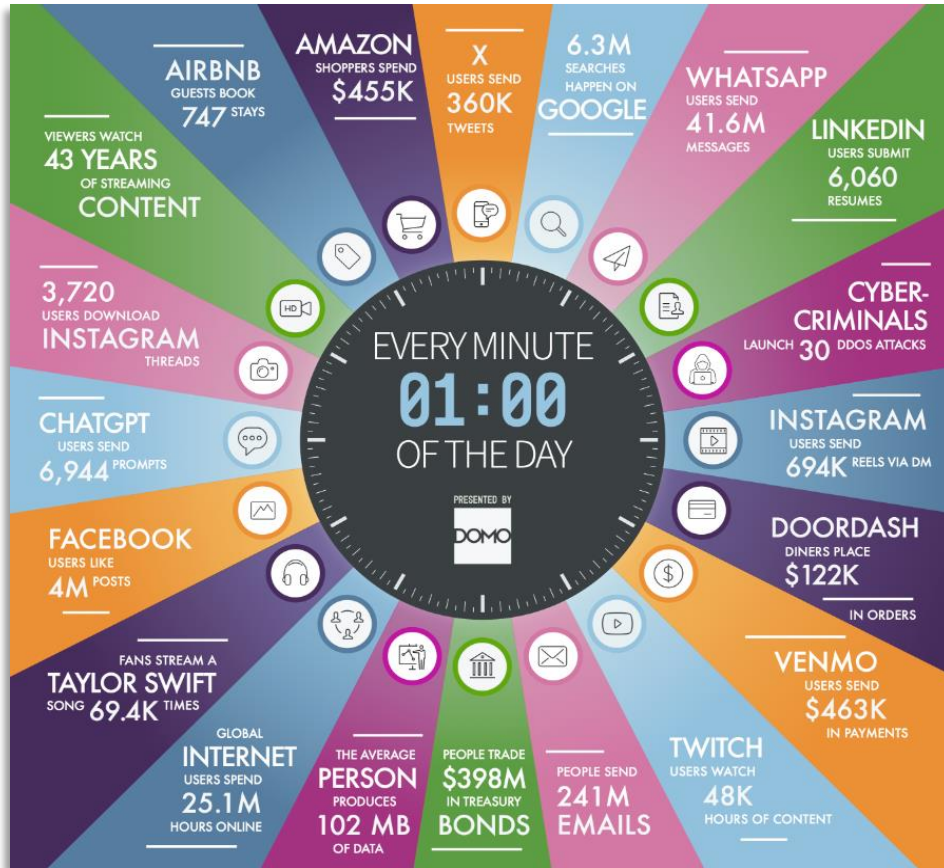 EVERY MINUTE
01:00
OF THE DAY
PRESENTED BY
DOMO
X
USERS SEND
360K
TWEETS
6.3M
SEARCHES
HAPPEN ON
GOOGLE
WHATSAPP
USERS SEND
41.6M
MESSAGES
LINKEDIN
USERS SUBMIT
6,060
RESUMES
CYBER-
CRIMINALS
LAUNCH 30 DDOS ATTACKS
INSTAGRAM
USERS SEND
694K REELS VIA DM
DOORDASH
DINERS PLACE
$122K
IN ORDERS
VENMO
USERS SEND
$463K
IN PAYMENTS
TWITCH
USERS WATCH
48K
HOURS OF CONTENT
PEOPLE SEND
241M
EMAILS
PEOPLE TRADE
$398M
IN TREASURY
BONDS
THE AVERAGE
PERSON
PRODUCES
102 MB
OF DATA
GLOBAL
INTERNET
USERS SPEND
25.1M
HOURS ONLINE
FANS STREAM A
TAYLOR SWIFT
SONG 69.4K TIMES
FACEBOOK
USERS LIKE
4M POSTS
CHATGPT
USERS SEND
6,944 PROMPTS
3,720
USERS DOWNLOAD
INSTAGRAM
THREADS
VIEWERS WATCH
43 YEARS
OF STREAMING
CONTENT
AIRBNB
GUESTS BOOK
747 STAYS
AMAZON
SHOPPERS SPEND
$455K
HD